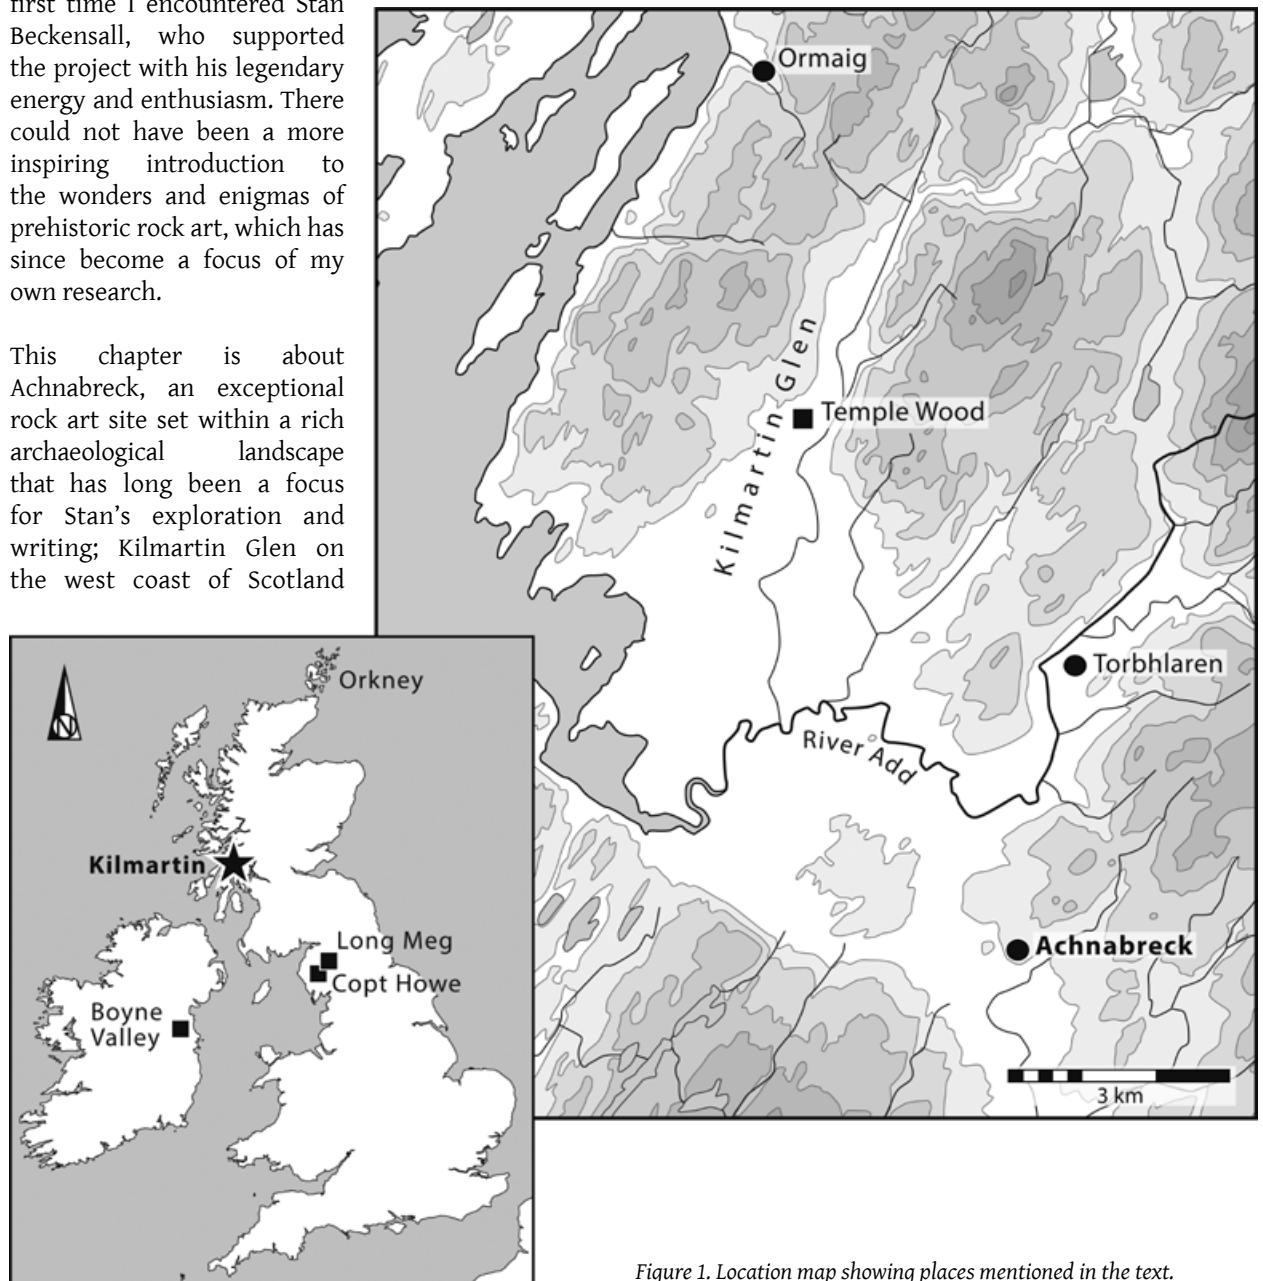 first time I encountered Stan
Beckensall, who supported
the project with his legendary
energy and enthusiasm. There
could not have been a more
inspiring introduction to
the wonders and enigmas of
prehistoric rock art, which has
since become a focus of my
own research.
This chapter is about
Achnabreck, an exceptional
rock art site set within a rich
archaeological landscape
that has long been a focus
for Stan’s exploration and
writing; Kilmartin Glen on
the west coast of Scotland
Ormaig
Kilmartin Glen
Temple Wood
Torbhlaren
River Add
Achnabreck
3 km
N
Orkney
Kilmartin
Long Meg
Copt Howe
Boyne
Valley
Figure 1. Location map showing places mentioned in the text.